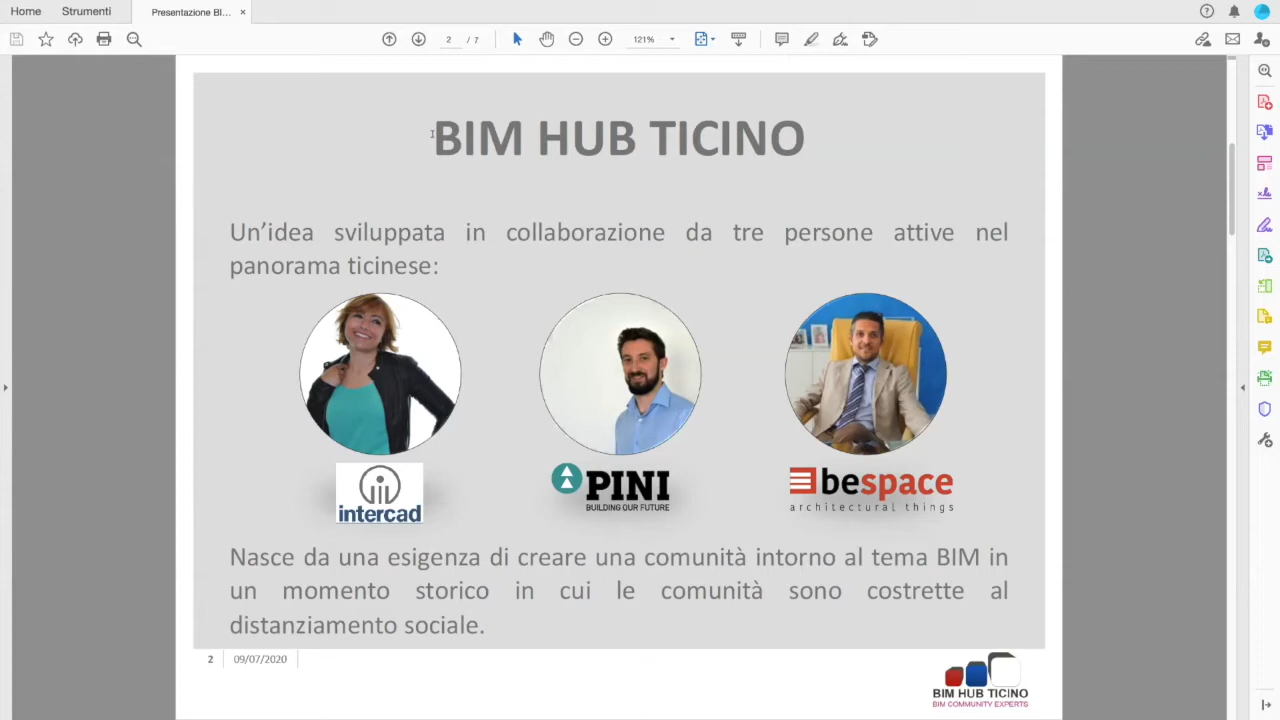 Home
Strumenti
Presentazione BI...
2
/ 7
121%
BIM HUB TICINO
Un’idea sviluppata in collaborazione da tre persone attive nel
panorama ticinese:
intercad
PINI
BUILDING OUR FUTURE
bespace
architectural things
Nasce da una esigenza di creare una comunità intorno al tema BIM in
un momento storico in cui le comunità sono costrette al
distanziamento sociale.
2
09/07/2020
BIM HUB TICINO
BIM COMMUNITY EXPERTS